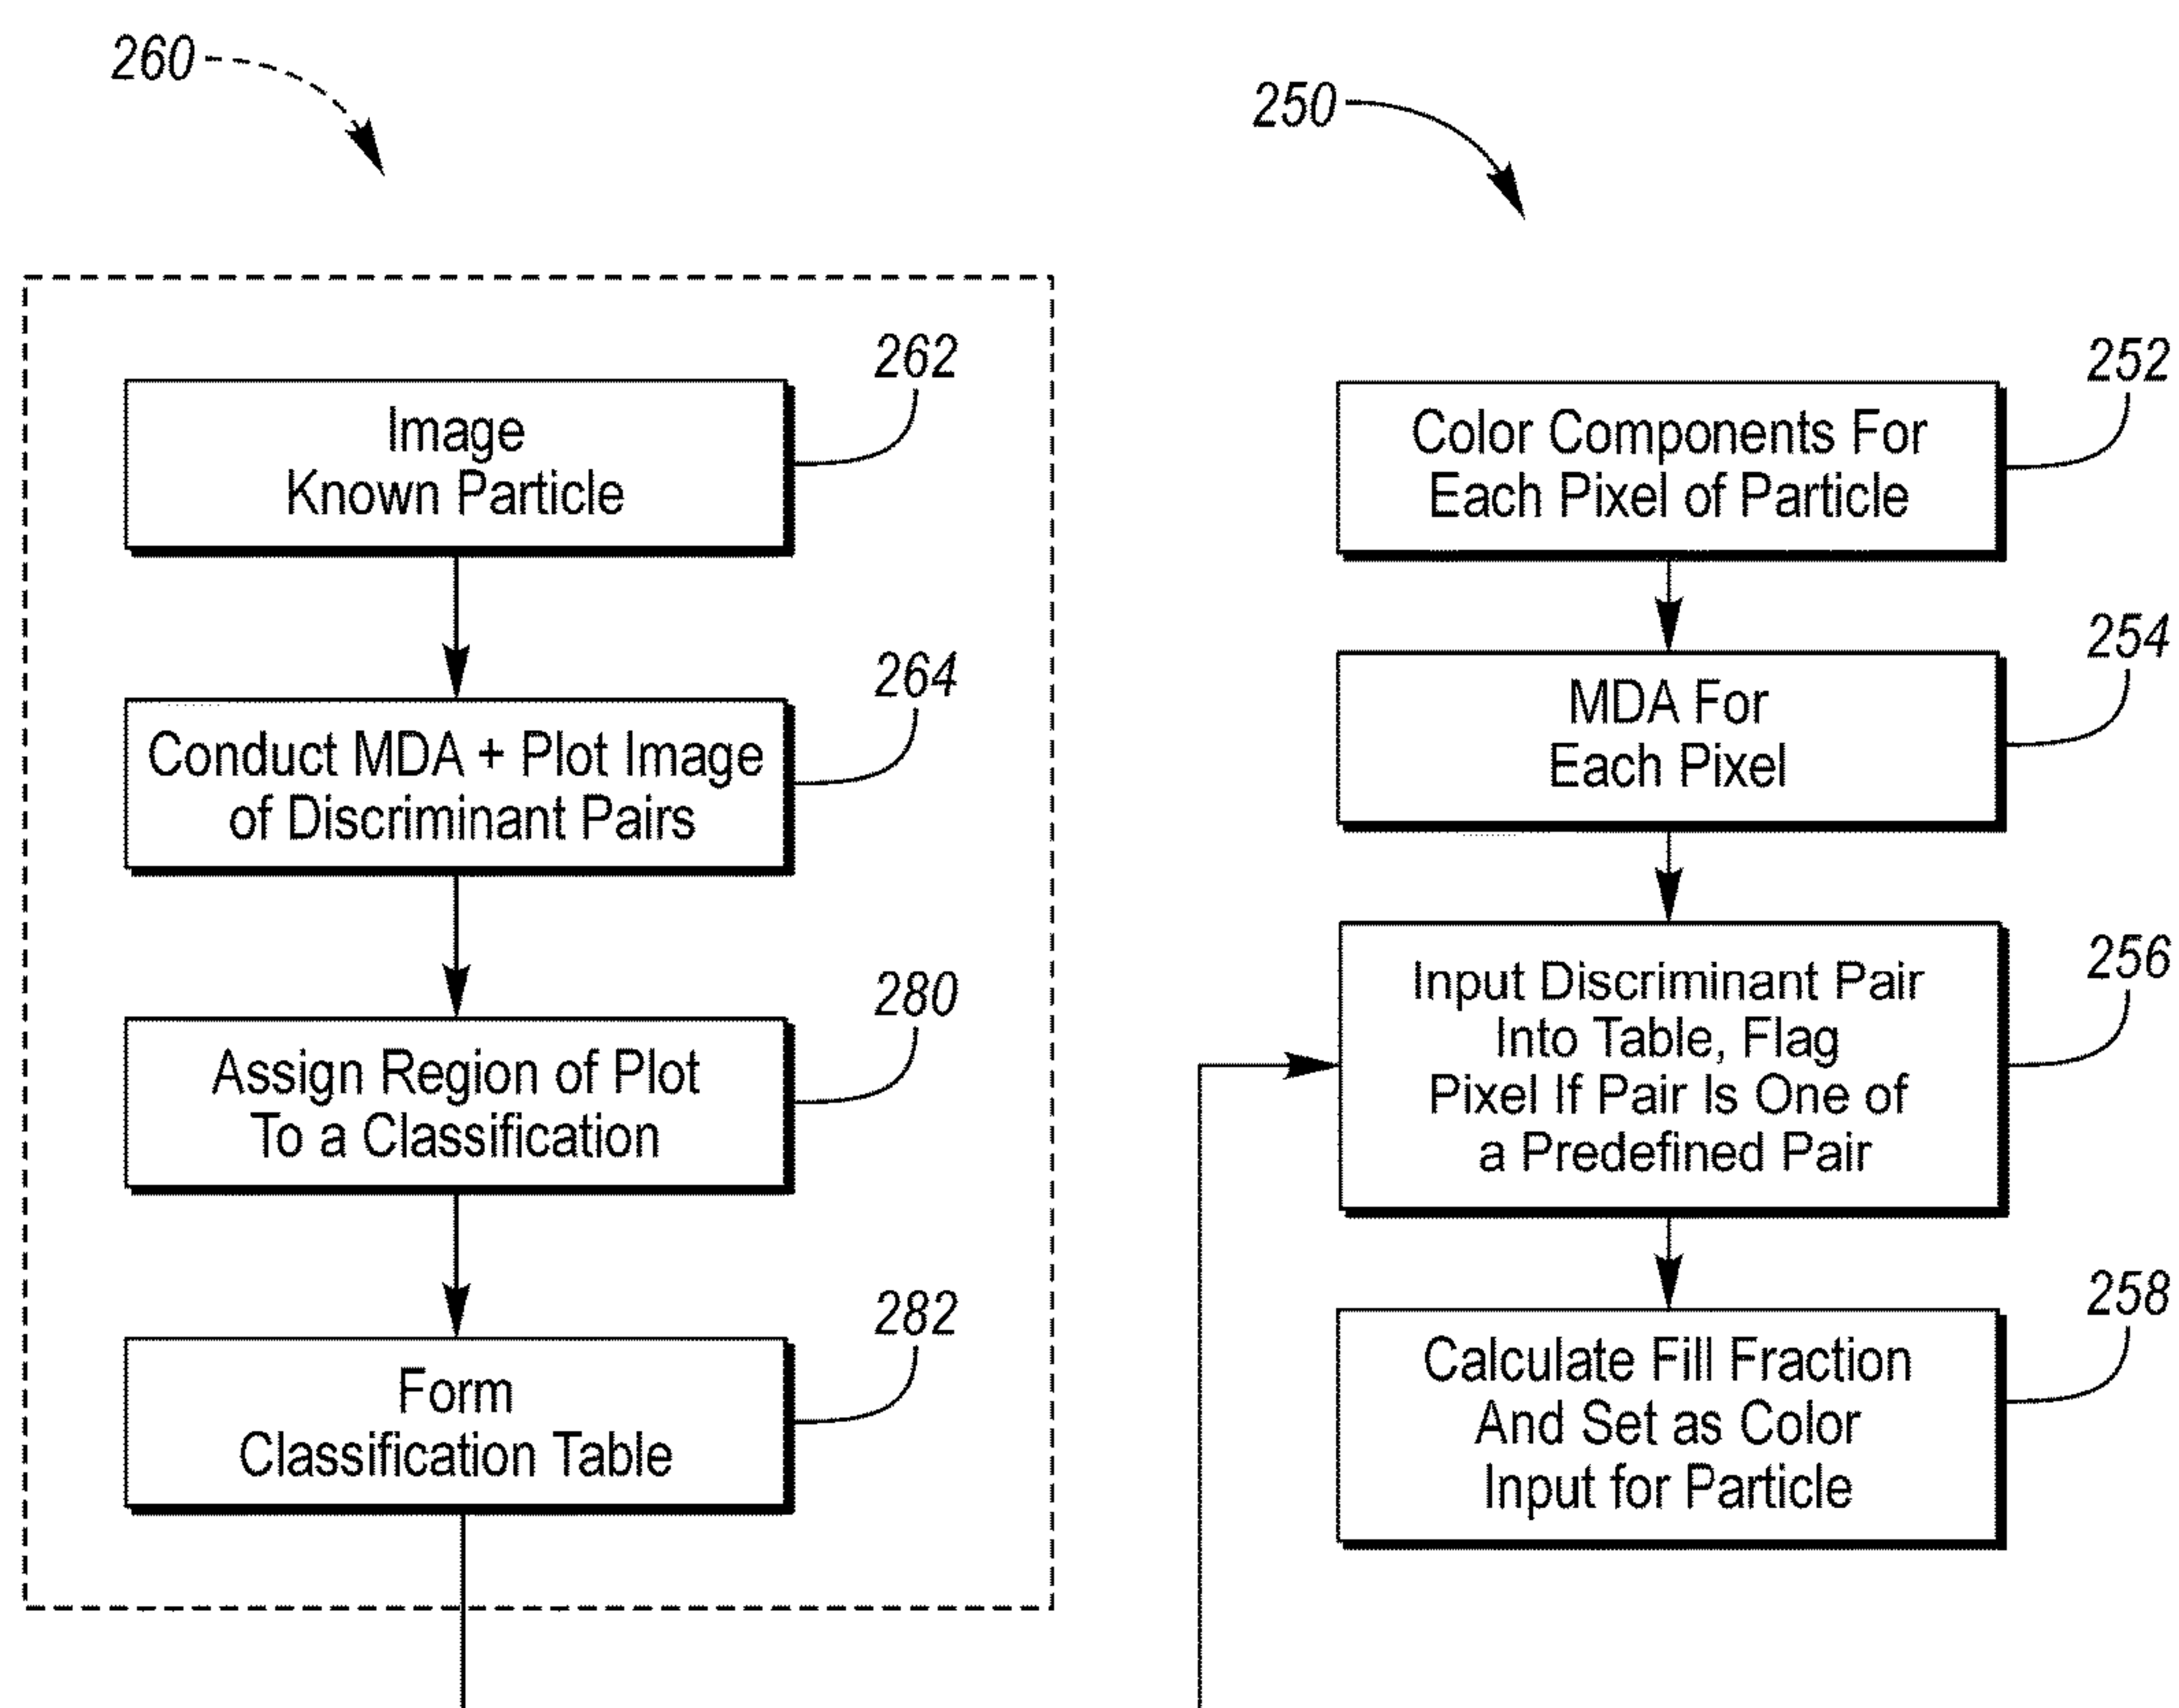 260
262
Image
Known Particle
264
Conduct MDA + Plot Image
of Discriminant Pairs
280
Assign Region of Plot
To a Classification
282
Form
Classification Table
250
252
Color Components For
Each Pixel of Particle
254
MDA For
Each Pixel
256
Input Discriminant Pair
Into Table, Flag
Pixel If Pair Is One of
a Predefined Pair
258
Calculate Fill Fraction
And Set as Color
Input for Particle